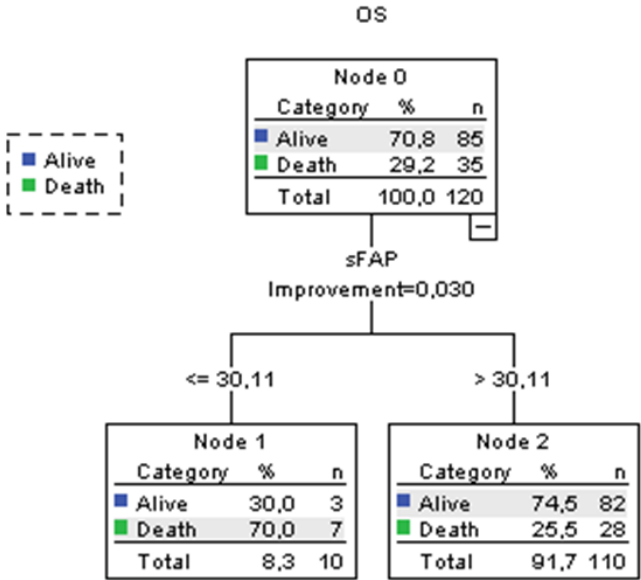 OS
Node 0
Category % n
Alive 70,8 85
Death 29,2 35
Total 100,0 120
Alive
Death
sFAP
Improvement=0,030
<= 30,11
> 30,11
Node 1
Category % n
Alive 30,0 3
Death 70,0 7
Total 8,3 10
Node 2
Category % n
Alive 74,5 82
Death 25,5 28
Total 91,7 110